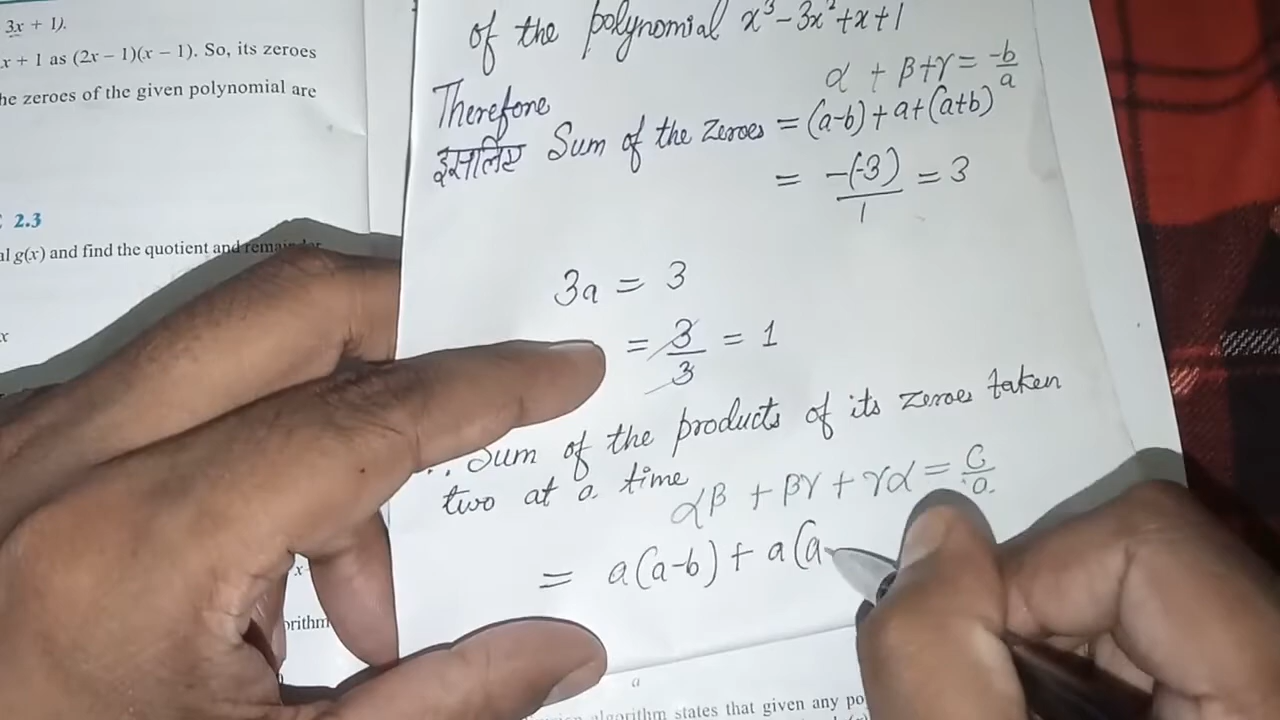 3x + 1).
x + 1 as (2x − 1)(x − 1). So, its zeroes
he zeroes of the given polynomial are
2.3
al g(x) and find the quotient and remainder
x
of the polynomial x³-3x²+x+1
α + β+γ = -b/a
Therefore
इसलिए Sum of the zeroes = (a-b)+a+(a+b)
= -(-3)/1 = 3
3a = 3
= 3/3 = 1
Sum of the products of its zeroes taken
two at a time
αβ + βγ + γα = c/a
= a(a-b) + a(a-
orithm
a
algorithm states that given any po